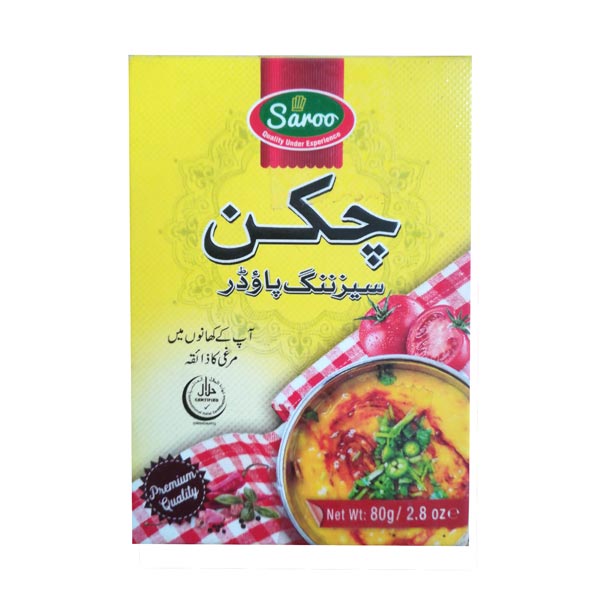 Saroo
Quality Under Experience
چکن
سیزننگ پاؤڈر
آپ کے کھانوں میں
مرغی کا ذائقہ
حلال
CERTIFIED
Premium
Quality
Net Wt: 80g/ 2.8 oz e